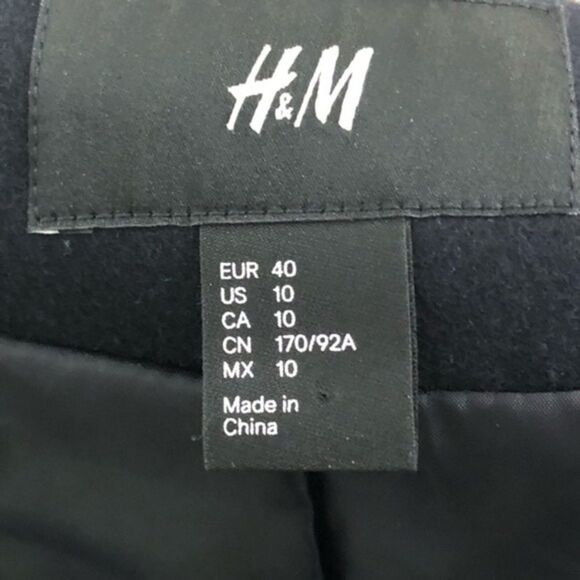 H&M
EUR 40
US 10
CA 10
CN 170/92A
MX 10
Made in
China